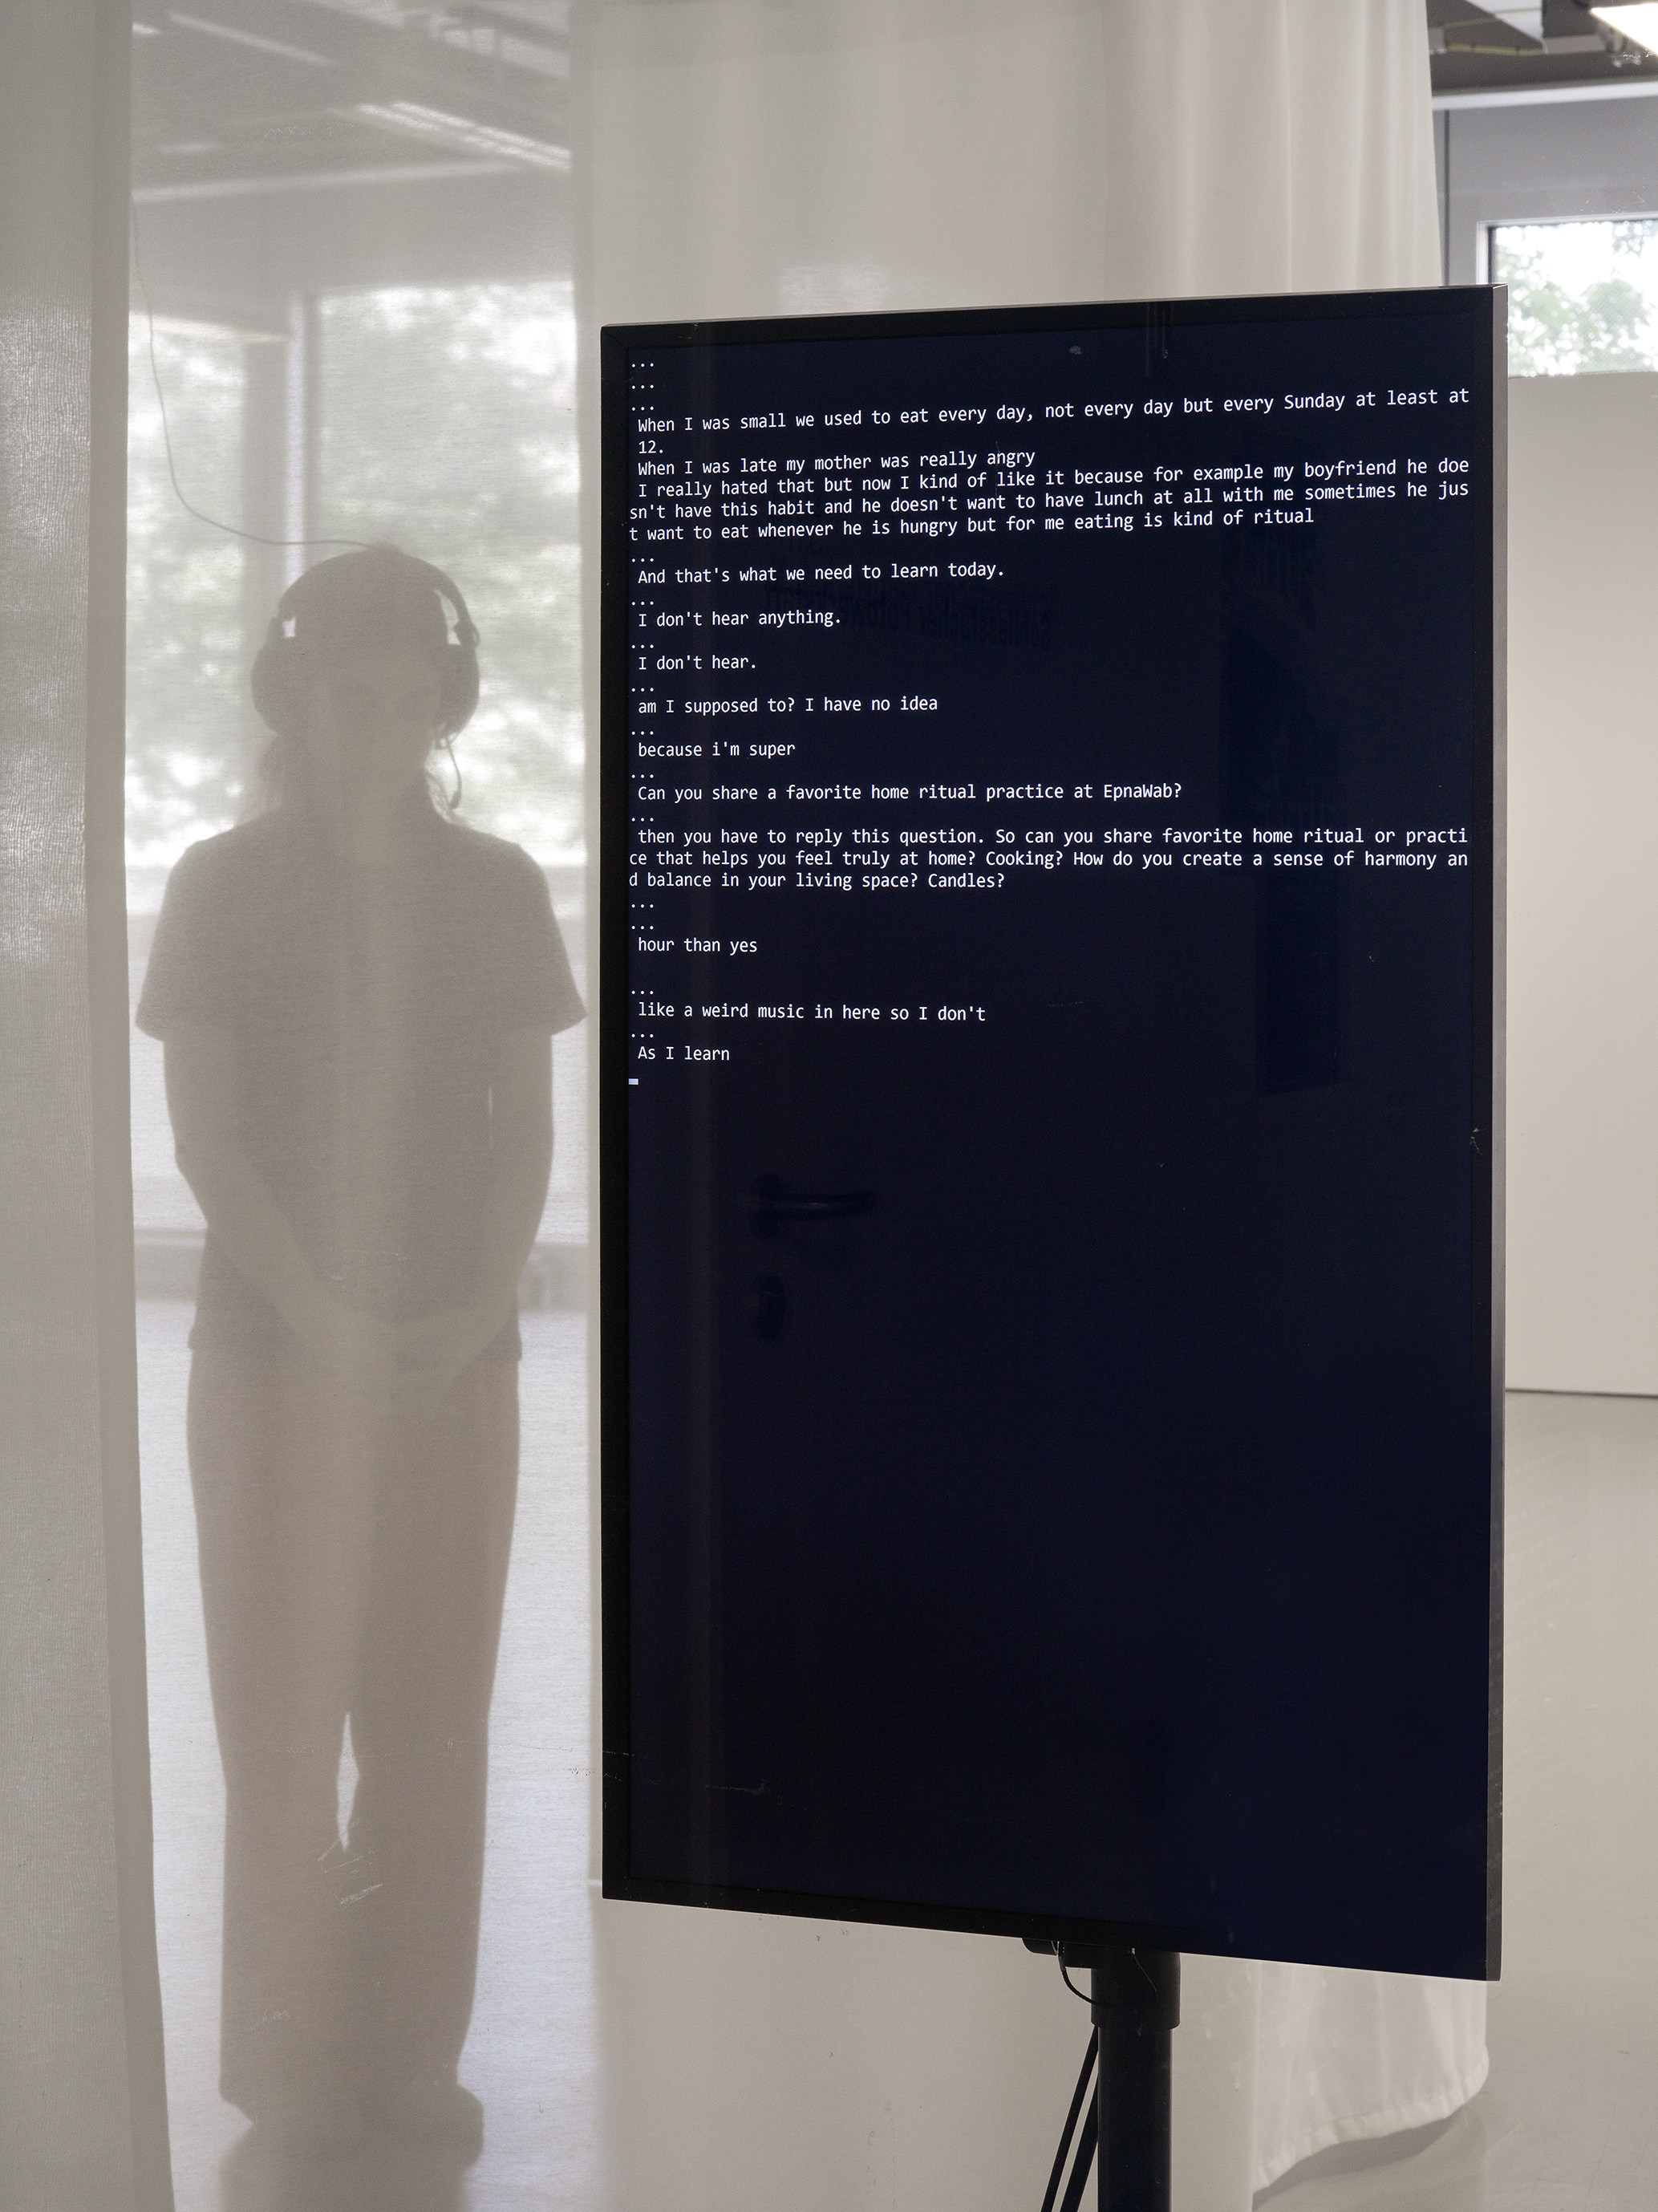 ...
...
...
When I was small we used to eat every day, not every day but every Sunday at least at
12.
When I was late my mother was really angry
I really hated that but now I kind of like it because for example my boyfriend he doe
sn't have this habit and he doesn't want to have lunch at all with me sometimes he jus
t want to eat whenever he is hungry but for me eating is kind of ritual
...
And that's what we need to learn today.
...
I don't hear anything.
...
I don't hear.
...
am I supposed to? I have no idea
...
because i'm super
...
Can you share a favorite home ritual practice at EpnaWab?
...
then you have to reply this question. So can you share favorite home ritual or practi
ce that helps you feel truly at home? Cooking? How do you create a sense of harmony an
d balance in your living space? Candles?
...
...
hour than yes
...
like a weird music in here so I don't
...
As I learn